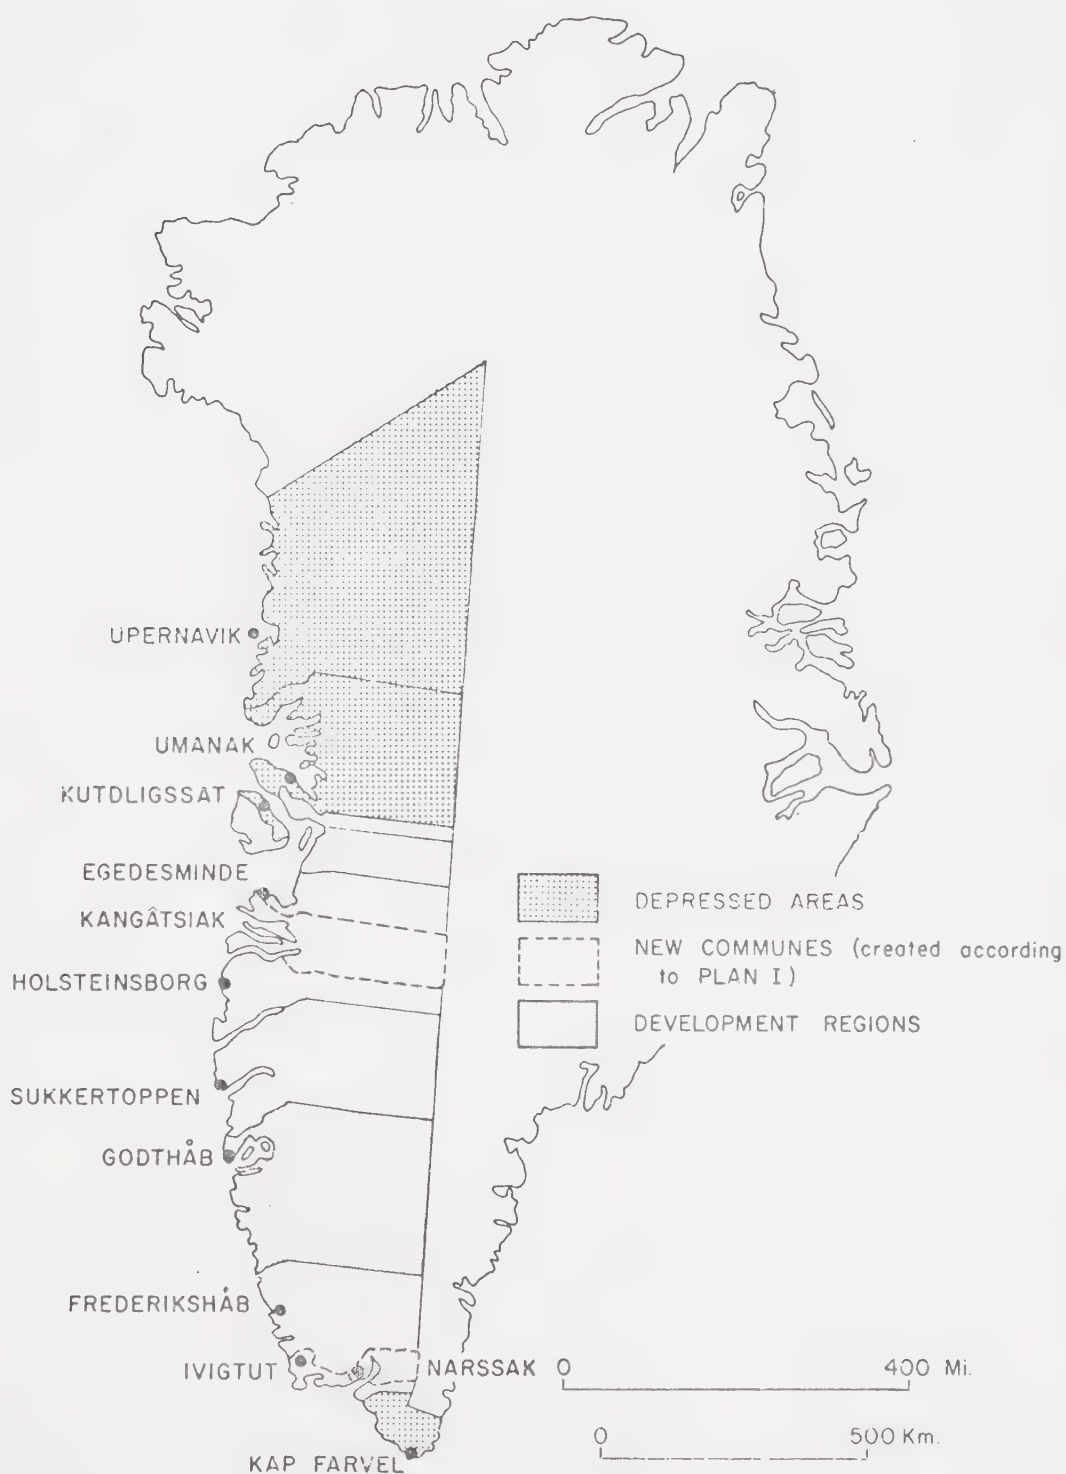 UPERNAVIK
UMANAK
KUTDLIGSSAT
EGEDESMINDE
KANGÂTSIAK
HOLSTEINSBORG
SUKKERTOPPEN
GODTHÅB
FREDERIKSHÅB
IVIGTUT
NARSSAK
KAP FARVEL
DEPRESSED AREAS
NEW COMMUNES (created according
to PLAN I)
DEVELOPMENT REGIONS
0 400 Mi.
0 500 Km.